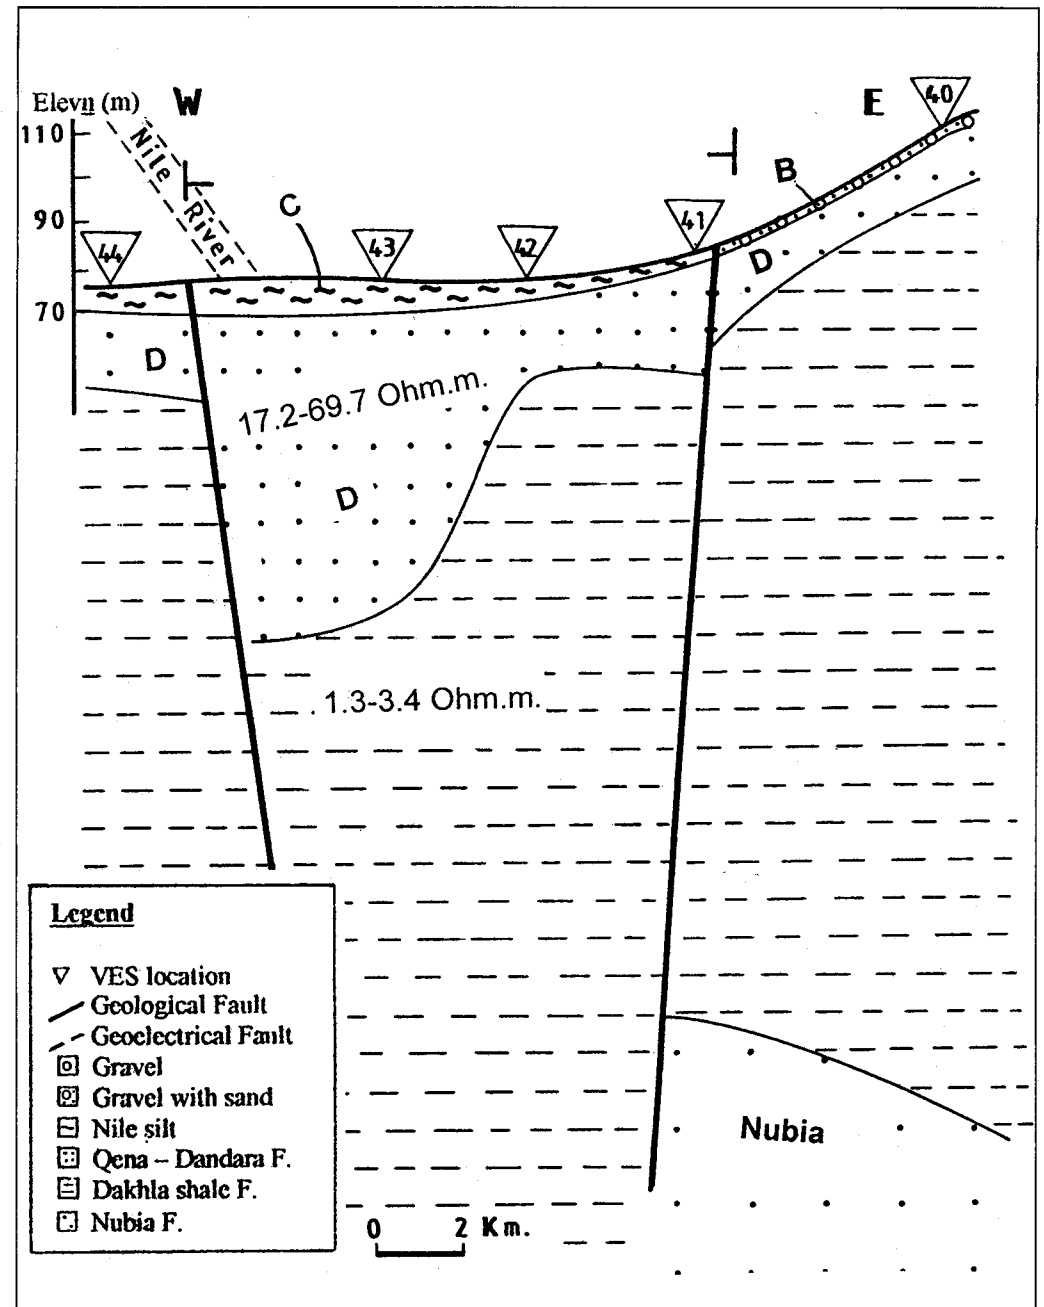 Elevn (m)
W
E
110
90
70
Nile
River
44
43
42
41
40
C
B
D
D
D
17.2-69.7 Ohm.m.
1.3-3.4 Ohm.m.
Nubia
Legend
VES location
Geological Fault
Geoelectrical Fault
Gravel
Gravel with sand
Nile silt
Qena – Dandara F.
Dakhla shale F.
Nubia F.
0 2 Km.